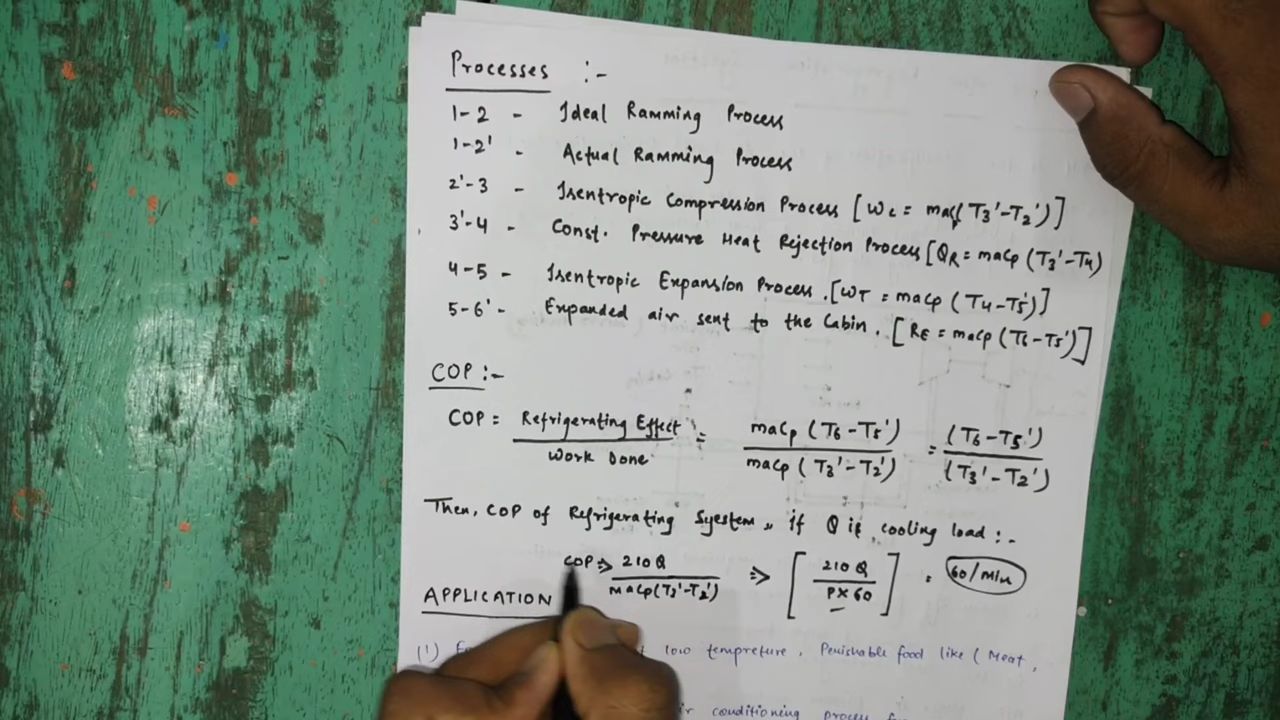 Processes :-
1-2 - Ideal Ramming Process
1-2' - Actual Ramming Process
2'-3 - Isentropic Compression Process [Wc = macp(T3'-T2')]
3'-4 - Const. Pressure Heat Rejection Process [QR = macp (T3'-T4)
4-5 - Isentropic Expansion Process. [WT = macp (T4-T5')]
5-6' - Expanded air sent to the Cabin. [RE = macp (T6-T5')]
COP :-
COP = Refrigerating Effect / Work Done = macp (T6-T5') / macp (T3'-T2') = (T6-T5') / (T3'-T2')
Then, COP of Refrigerating Syestem, if Q is cooling load :-
COP => 210 Q / macp(T3'-T2') => [210 Q / P×60] = 60/Min
APPLICATION
(1) low tempreture. Perishable food like (Meat,
conditioning process